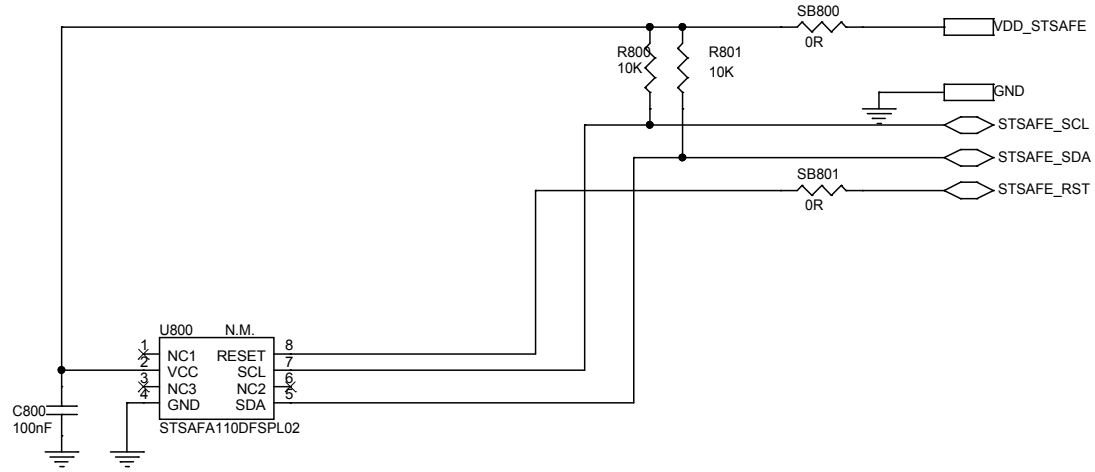 SB800
0R
VDD_STSAFE
R800
10K
R801
10K
GND
STSAFE_SCL
STSAFE_SDA
SB801
0R
STSAFE_RST
U800 N.M.
1 NC1 RESET 8
2 VCC SCL 7
3 NC3 NC2 6
4 GND SDA 5
STSAFA110DFSPL02
C800
100nF